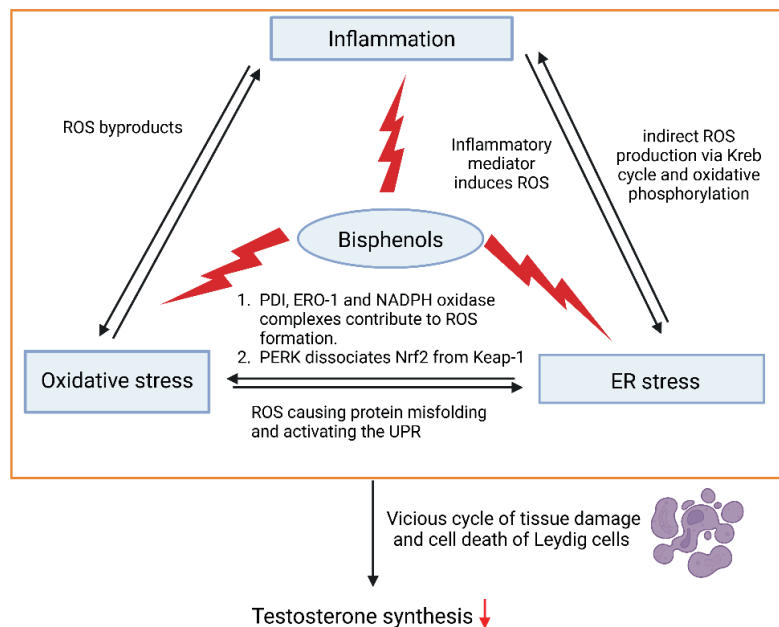 Inflammation
ROS byproducts
Inflammatory
mediator
induces ROS
indirect ROS
production via Kreb
cycle and oxidative
phosphorylation
Bisphenols
1. PDI, ERO-1 and NADPH oxidase
complexes contribute to ROS
formation.
2. PERK dissociates Nrf2 from Keap-1
Oxidative stress
ER stress
ROS causing protein misfolding
and activating the UPR
Vicious cycle of tissue damage
and cell death of Leydig cells
Testosterone synthesis